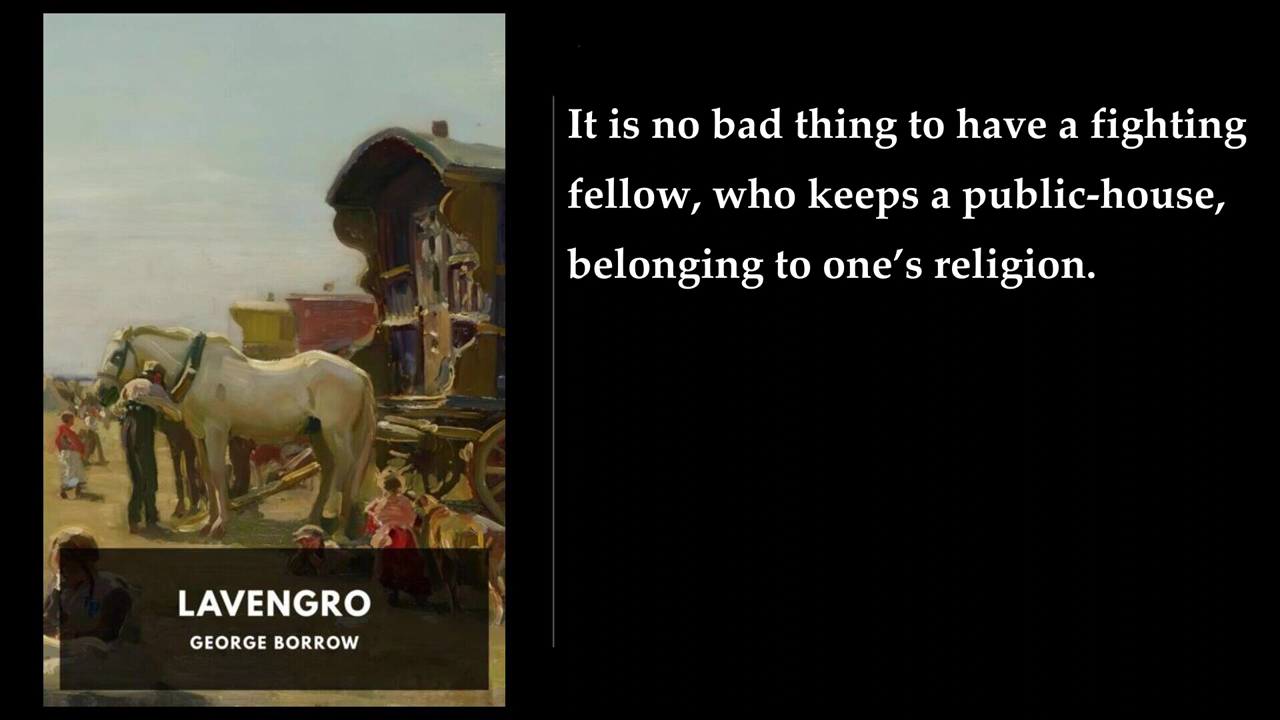 LAVENGRO
GEORGE BORROW
It is no bad thing to have a fighting
fellow, who keeps a public-house,
belonging to one’s religion.